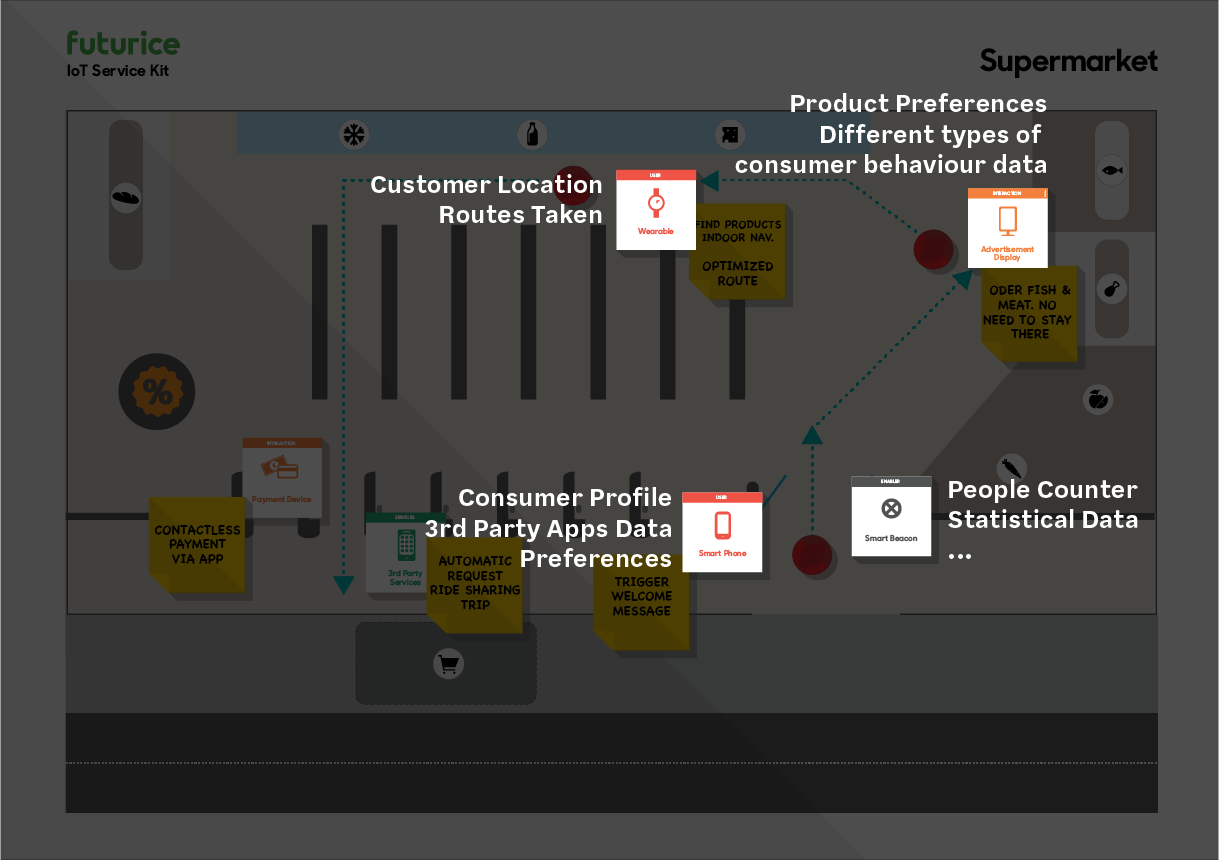 futurice
IoT Service Kit
Supermarket
Product Preferences
Different types of
consumer behaviour data
Customer Location
Routes Taken
USER
Wearable
FIND PRODUCTS
INDOOR NAV.
OPTIMIZED
ROUTE
INTERACTION
Advertisement
Display
ODER FISH &
MEAT. NO
NEED TO STAY
THERE
%
INTERACTION
Payment Device
CONTACTLESS
PAYMENT
VIA APP
SERVICES
3rd Party
Services
AUTOMATIC
REQUEST
RIDE SHARING
TRIP
Consumer Profile
3rd Party Apps Data
Preferences
USER
Smart Phone
TRIGGER
WELCOME
MESSAGE
ENABLER
Smart Beacon
People Counter
Statistical Data
...